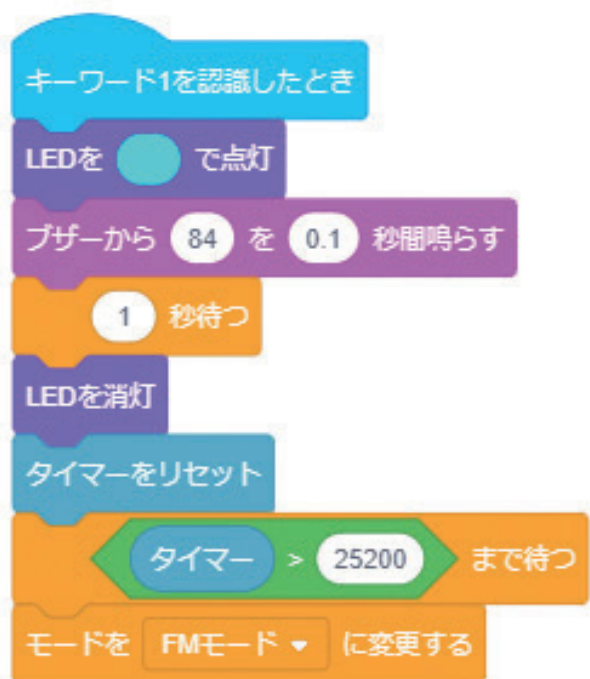 キーワード1を認識したとき
LEDを で点灯
ブザーから 84 を 0.1 秒間鳴らす
1 秒待つ
LEDを消灯
タイマーをリセット
タイマー > 25200 まで待つ
モードを FMモード に変更する